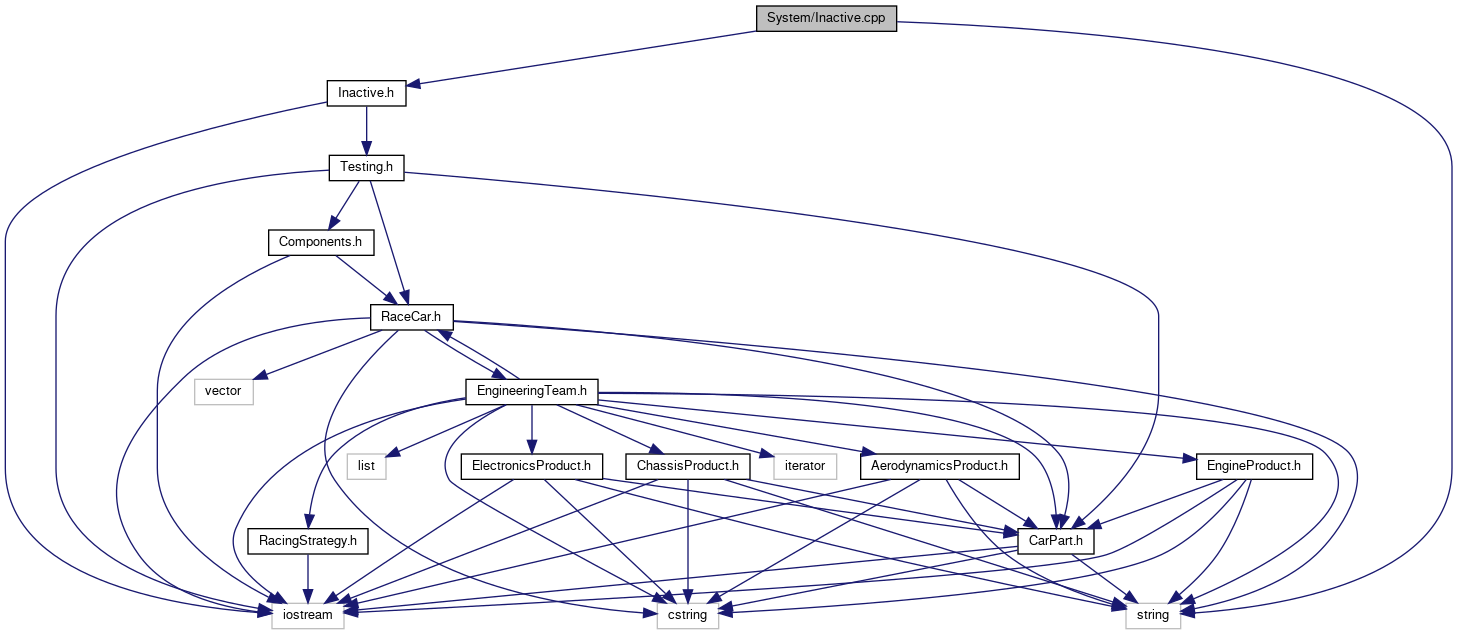 System/Inactive.cpp
Inactive.h
Testing.h
Components.h
RaceCar.h
vector
EngineeringTeam.h
list
ElectronicsProduct.h
ChassisProduct.h
iterator
AerodynamicsProduct.h
EngineProduct.h
RacingStrategy.h
CarPart.h
iostream
cstring
string